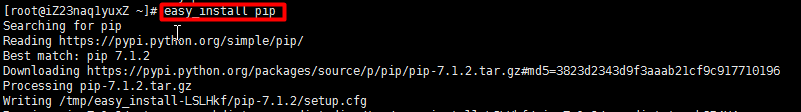 [root@iZ23naq1yuxZ ~]# easy_install pip
Searching for pip
Reading https://pypi.python.org/simple/pip/
Best match: pip 7.1.2
Downloading https://pypi.python.org/packages/source/p/pip/pip-7.1.2.tar.gz#md5=3823d2343d9f3aaab21cf9c917710196
Processing pip-7.1.2.tar.gz
Writing /tmp/easy_install-LSLHkf/pip-7.1.2/setup.cfg